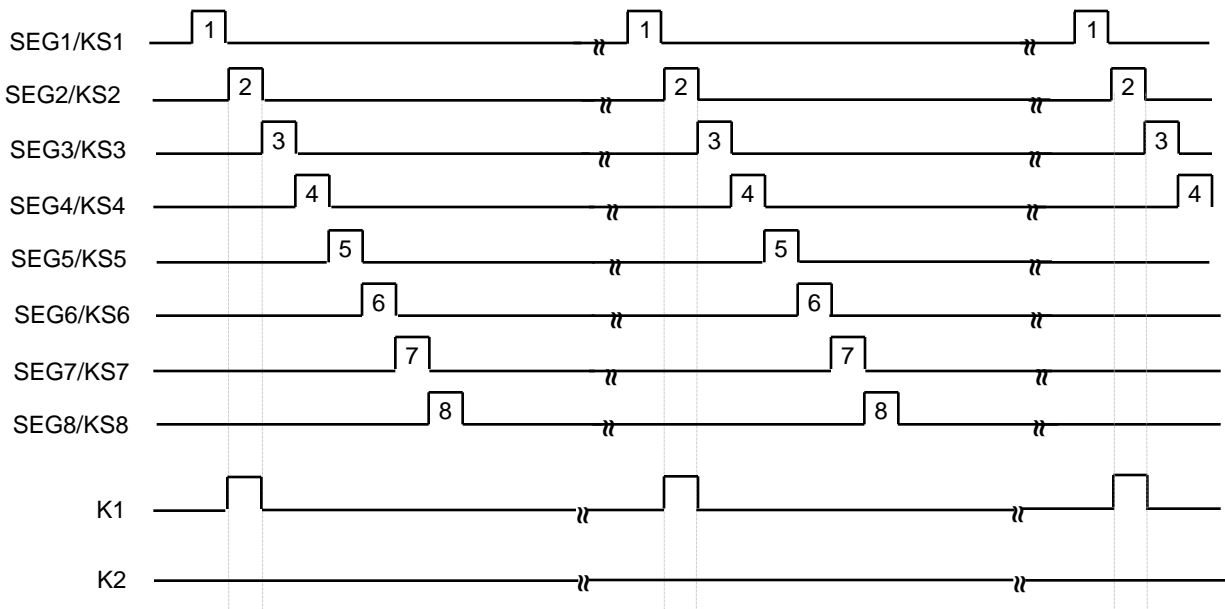 SEG1/KS1 1 1 1
SEG2/KS2 2 2 2
SEG3/KS3 3 3 3
SEG4/KS4 4 4 4
SEG5/KS5 5 5
SEG6/KS6 6 6
SEG7/KS7 7 7
SEG8/KS8 8 8
K1
K2